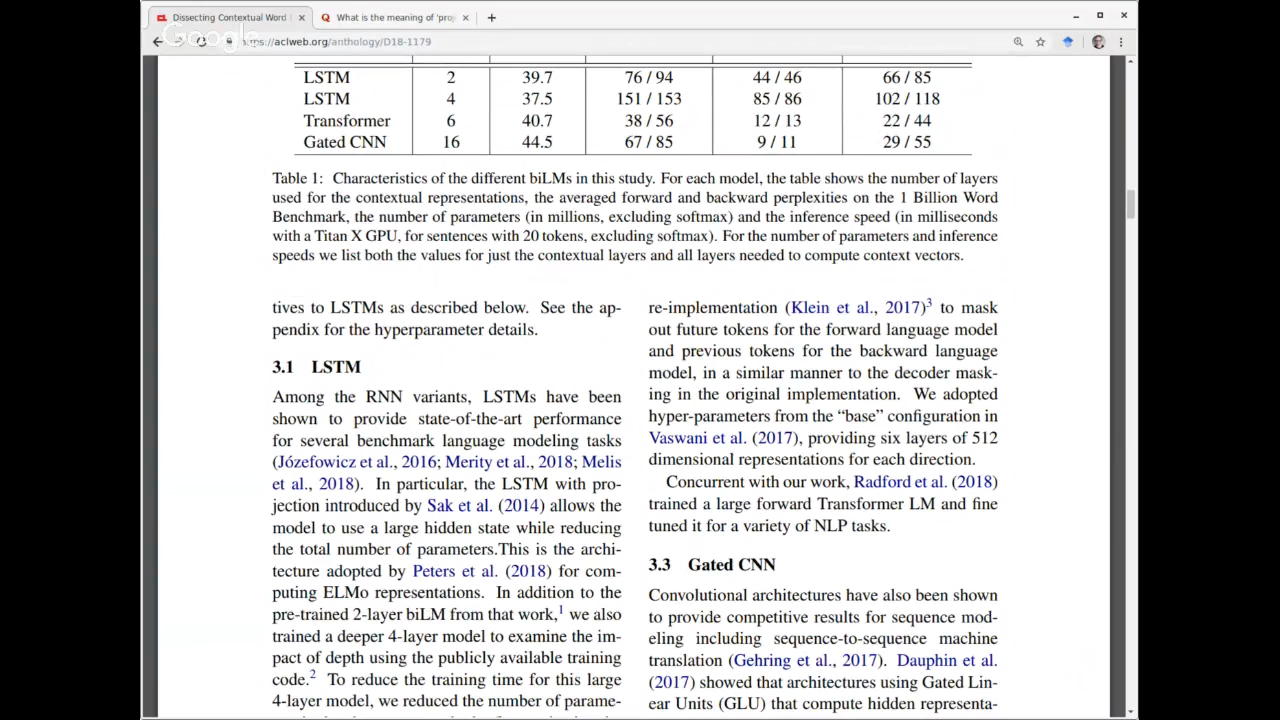 Dissecting Contextual Word
What is the meaning of 'pro
Google
https://aclweb.org/anthology/D18-1179
LSTM 2 39.7 76 / 94 44 / 46 66 / 85
LSTM 4 37.5 151 / 153 85 / 86 102 / 118
Transformer 6 40.7 38 / 56 12 / 13 22 / 44
Gated CNN 16 44.5 67 / 85 9 / 11 29 / 55
Table 1: Characteristics of the different biLMs in this study. For each model, the table shows the number of layers
used for the contextual representations, the averaged forward and backward perplexities on the 1 Billion Word
Benchmark, the number of parameters (in millions, excluding softmax) and the inference speed (in milliseconds
with a Titan X GPU, for sentences with 20 tokens, excluding softmax). For the number of parameters and inference
speeds we list both the values for just the contextual layers and all layers needed to compute context vectors.
tives to LSTMs as described below. See the ap-
pendix for the hyperparameter details.
3.1 LSTM
Among the RNN variants, LSTMs have been
shown to provide state-of-the-art performance
for several benchmark language modeling tasks
(Józefowicz et al., 2016; Merity et al., 2018; Melis
et al., 2018). In particular, the LSTM with pro-
jection introduced by Sak et al. (2014) allows the
model to use a large hidden state while reducing
the total number of parameters.This is the archi-
tecture adopted by Peters et al. (2018) for com-
puting ELMo representations. In addition to the
pre-trained 2-layer biLM from that work,1 we also
trained a deeper 4-layer model to examine the im-
pact of depth using the publicly available training
code.2 To reduce the training time for this large
4-layer model, we reduced the number of parame-
re-implementation (Klein et al., 2017)3 to mask
out future tokens for the forward language model
and previous tokens for the backward language
model, in a similar manner to the decoder mask-
ing in the original implementation. We adopted
hyper-parameters from the “base” configuration in
Vaswani et al. (2017), providing six layers of 512
dimensional representations for each direction.
Concurrent with our work, Radford et al. (2018)
trained a large forward Transformer LM and fine
tuned it for a variety of NLP tasks.
3.3 Gated CNN
Convolutional architectures have also been shown
to provide competitive results for sequence mod-
eling including sequence-to-sequence machine
translation (Gehring et al., 2017). Dauphin et al.
(2017) showed that architectures using Gated Lin-
ear Units (GLU) that compute hidden representa-